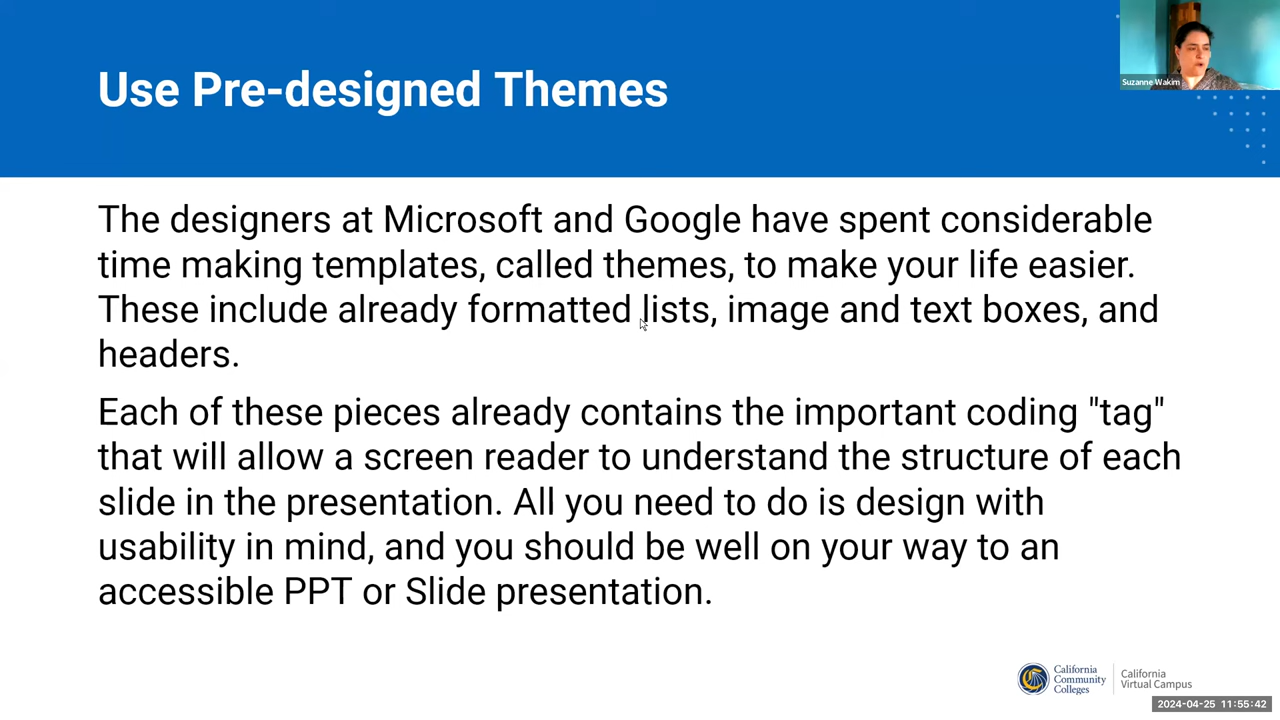 Use Pre-designed Themes
Suzanne Wakim
The designers at Microsoft and Google have spent considerable
time making templates, called themes, to make your life easier.
These include already formatted lists, image and text boxes, and
headers.
Each of these pieces already contains the important coding "tag"
that will allow a screen reader to understand the structure of each
slide in the presentation. All you need to do is design with
usability in mind, and you should be well on your way to an
accessible PPT or Slide presentation.
California
Community
Colleges
California
Virtual Campus
2024-04-25 11:55:42